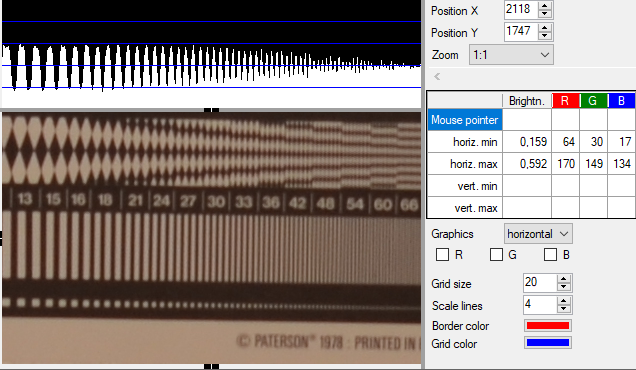 Position X 2118
Position Y 1747
Zoom 1:1
<
Brightn. R G B
Mouse pointer
horiz. min 0,159 64 30 17
horiz. max 0,592 170 149 134
vert. min
vert. max
Graphics horizontal
R G B
Grid size 20
Scale lines 4
Border color
Grid color
13 15 16 18 21 24 27 30 33 36 42 48 54 60 66
© PATERSON™ 1978 : PRINTED IN